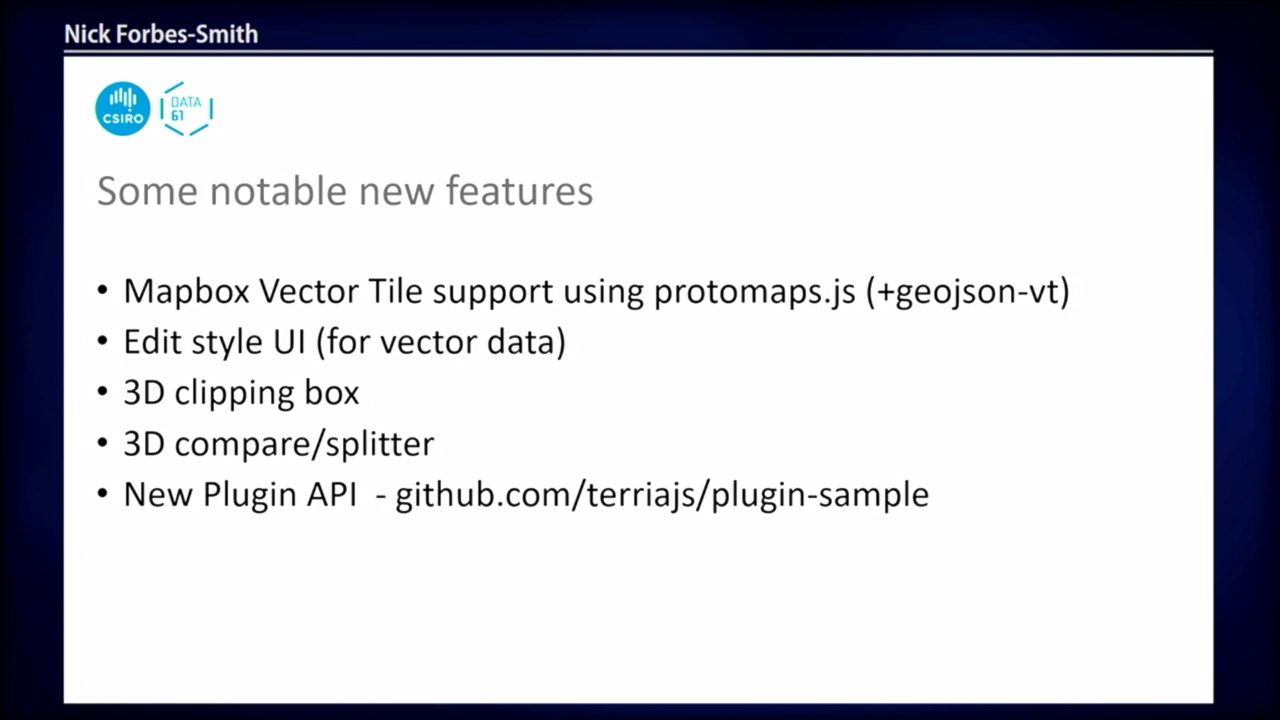 Nick Forbes-Smith
CSIRO
DATA
61
Some notable new features
• Mapbox Vector Tile support using protomaps.js (+geojson-vt)
• Edit style UI (for vector data)
• 3D clipping box
• 3D compare/splitter
• New Plugin API - github.com/terriajs/plugin-sample